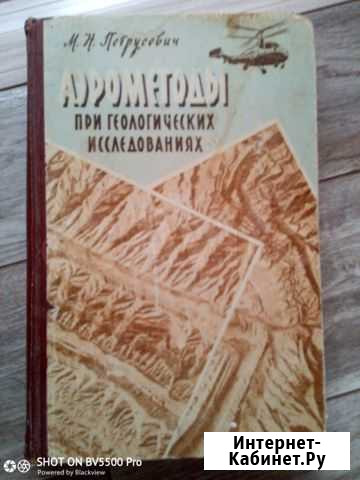 М. Н. Петрусевич
АЭРОМЕТОДЫ
ПРИ ГЕОЛОГИЧЕСКИХ
ИССЛЕДОВАНИЯХ
Интернет-
Кабинет.Ру
SHOT ON BV5500 Pro
Powered by Blackview